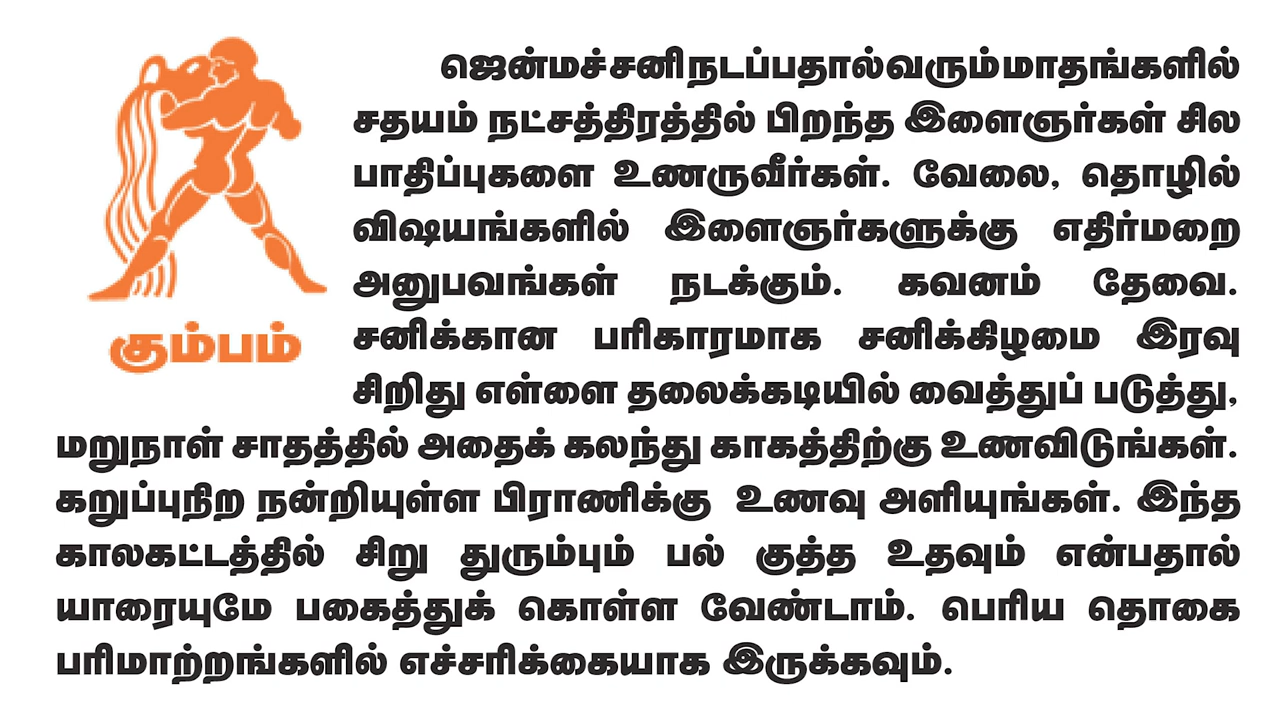 ஜென்மச்சனி நடப்பதால் வரும் மாதங்களில்
சதயம் நட்சத்திரத்தில் பிறந்த இளைஞர்கள் சில
பாதிப்புகளை உணருவீர்கள். வேலை, தொழில்
விஷயங்களில் இளைஞர்களுக்கு எதிர்மறை
அனுபவங்கள் நடக்கும். கவனம் தேவை.
சனிக்கான பரிகாரமாக சனிக்கிழமை இரவு
சிறிது எள்ளை தலைக்கடியில் வைத்துப் படுத்து,
மறுநாள் சாதத்தில் அதைக் கலந்து காகத்திற்கு உணவிடுங்கள்.
கறுப்புநிற நன்றியுள்ள பிராணிக்கு உணவு அளியுங்கள். இந்த
காலகட்டத்தில் சிறு துரும்பும் பல் குத்த உதவும் என்பதால்
யாரையுமே பகைத்துக் கொள்ள வேண்டாம். பெரிய தொகை
பரிமாற்றங்களில் எச்சரிக்கையாக இருக்கவும்.
கும்பம்